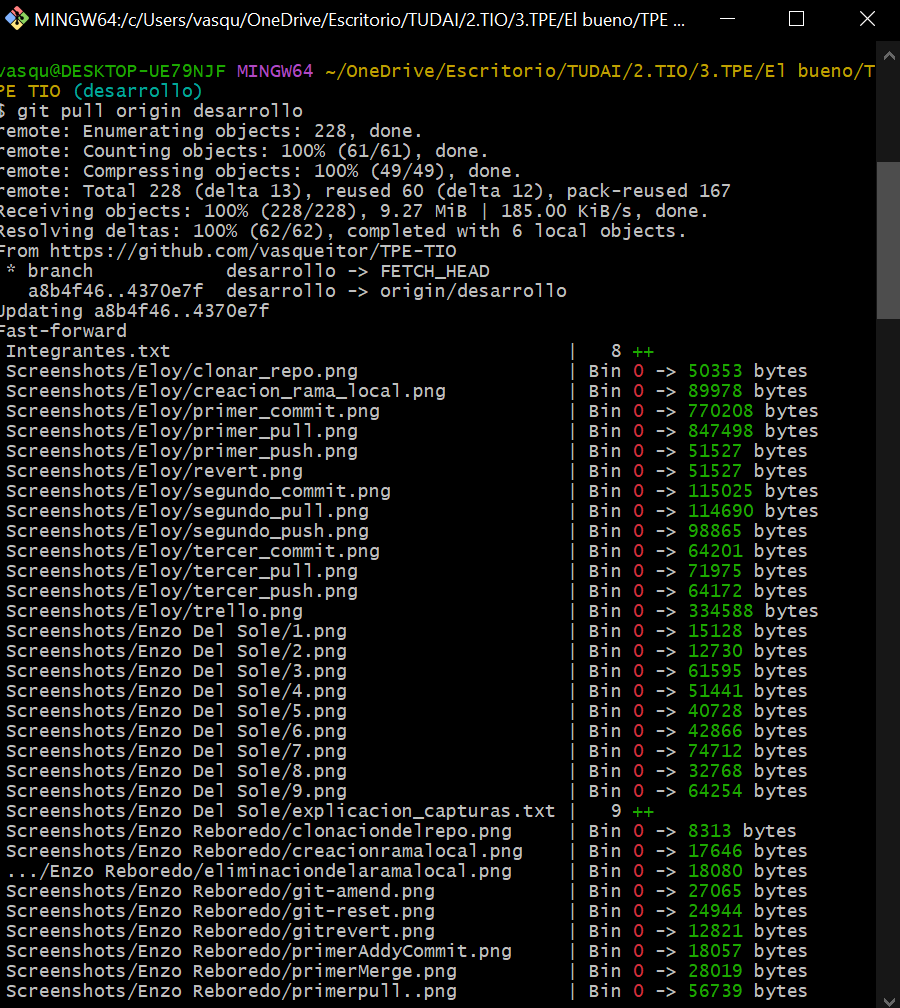 MINGW64:/c/Users/vasqu/OneDrive/Escritorio/TUDAI/2.TIO/3.TPE/El bueno/TPE ...
vasqu@DESKTOP-UE79NJF MINGW64 ~/OneDrive/Escritorio/TUDAI/2.TIO/3.TPE/El bueno/T
PE TIO (desarrollo)
$ git pull origin desarrollo
remote: Enumerating objects: 228, done.
remote: Counting objects: 100% (61/61), done.
remote: Compressing objects: 100% (49/49), done.
remote: Total 228 (delta 13), reused 60 (delta 12), pack-reused 167
Receiving objects: 100% (228/228), 9.27 MiB | 185.00 KiB/s, done.
Resolving deltas: 100% (62/62), completed with 6 local objects.
From https://github.com/vasqueitor/TPE-TIO
 * branch            desarrollo -> FETCH_HEAD
   a8b4f46..4370e7f  desarrollo -> origin/desarrollo
Updating a8b4f46..4370e7f
Fast-forward
 Integrantes.txt | 8 ++
 Screenshots/Eloy/clonar_repo.png | Bin 0 -> 50353 bytes
 Screenshots/Eloy/creacion_rama_local.png | Bin 0 -> 89978 bytes
 Screenshots/Eloy/primer_commit.png | Bin 0 -> 770208 bytes
 Screenshots/Eloy/primer_pull.png | Bin 0 -> 847498 bytes
 Screenshots/Eloy/primer_push.png | Bin 0 -> 51527 bytes
 Screenshots/Eloy/revert.png | Bin 0 -> 51527 bytes
 Screenshots/Eloy/segundo_commit.png | Bin 0 -> 115025 bytes
 Screenshots/Eloy/segundo_pull.png | Bin 0 -> 114690 bytes
 Screenshots/Eloy/segundo_push.png | Bin 0 -> 98865 bytes
 Screenshots/Eloy/tercer_commit.png | Bin 0 -> 64201 bytes
 Screenshots/Eloy/tercer_pull.png | Bin 0 -> 71975 bytes
 Screenshots/Eloy/tercer_push.png | Bin 0 -> 64172 bytes
 Screenshots/Eloy/trello.png | Bin 0 -> 334588 bytes
 Screenshots/Enzo Del Sole/1.png | Bin 0 -> 15128 bytes
 Screenshots/Enzo Del Sole/2.png | Bin 0 -> 12730 bytes
 Screenshots/Enzo Del Sole/3.png | Bin 0 -> 61595 bytes
 Screenshots/Enzo Del Sole/4.png | Bin 0 -> 51441 bytes
 Screenshots/Enzo Del Sole/5.png | Bin 0 -> 40728 bytes
 Screenshots/Enzo Del Sole/6.png | Bin 0 -> 42866 bytes
 Screenshots/Enzo Del Sole/7.png | Bin 0 -> 74712 bytes
 Screenshots/Enzo Del Sole/8.png | Bin 0 -> 32768 bytes
 Screenshots/Enzo Del Sole/9.png | Bin 0 -> 64254 bytes
 Screenshots/Enzo Del Sole/explicacion_capturas.txt | 9 ++
 Screenshots/Enzo Reboredo/clonaciondelrepo.png | Bin 0 -> 8313 bytes
 Screenshots/Enzo Reboredo/creacionramalocal.png | Bin 0 -> 17646 bytes
 .../Enzo Reboredo/eliminaciondelaramalocal.png | Bin 0 -> 18080 bytes
 Screenshots/Enzo Reboredo/git-amend.png | Bin 0 -> 27065 bytes
 Screenshots/Enzo Reboredo/git-reset.png | Bin 0 -> 24944 bytes
 Screenshots/Enzo Reboredo/gitrevert.png | Bin 0 -> 12821 bytes
 Screenshots/Enzo Reboredo/primerAddyCommit.png | Bin 0 -> 18057 bytes
 Screenshots/Enzo Reboredo/primerMerge.png | Bin 0 -> 28019 bytes
 Screenshots/Enzo Reboredo/primerpull..png | Bin 0 -> 56739 bytes